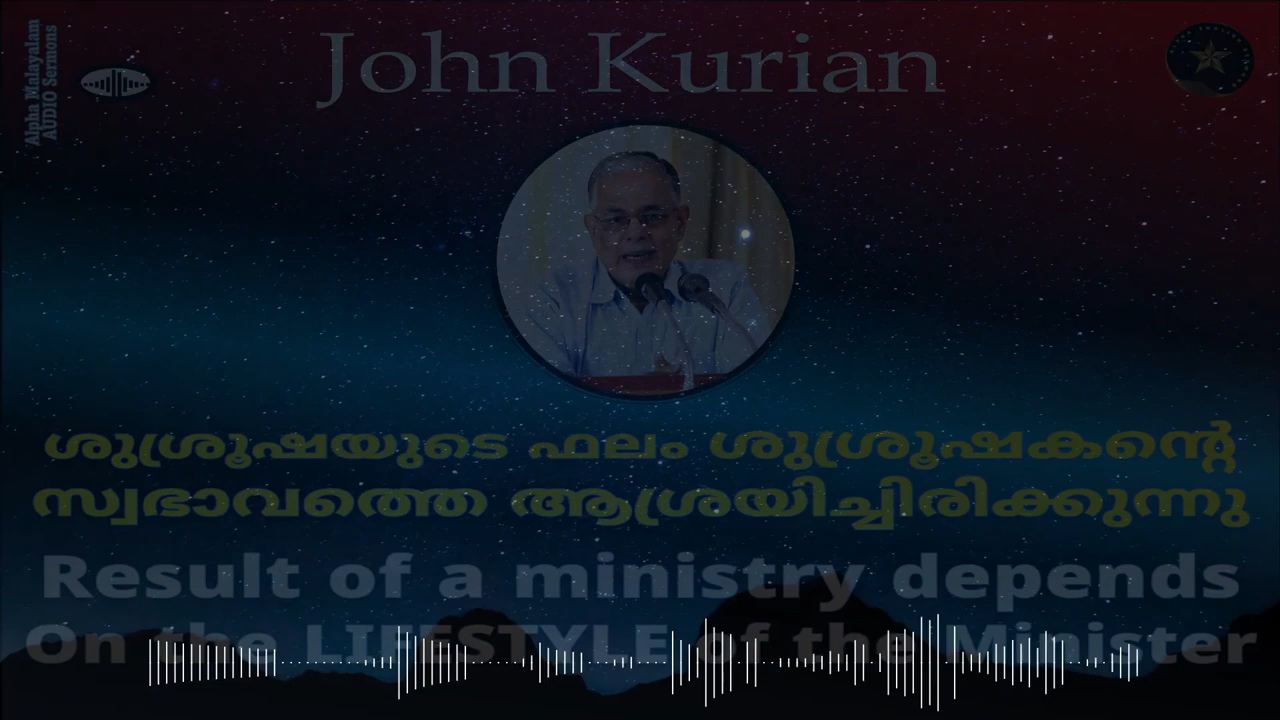 Alpha Malayalam
AUDIO Sermons
John Kurian
ശുശ്രൂഷയുടെ ഫലം ശുശ്രൂഷകന്റെ
സ്വഭാവത്തെ ആശ്രയിച്ചിരിക്കുന്നു
Result of a ministry depends
On the LIFESTYLE of the Minister